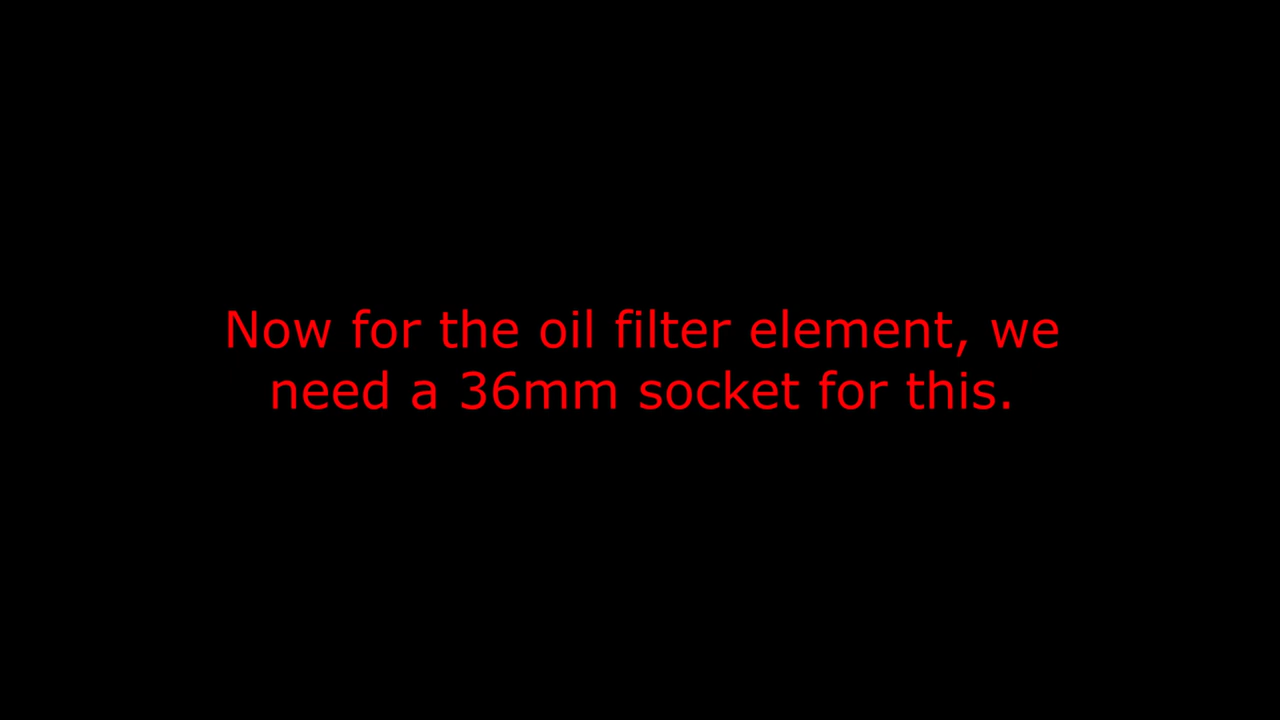 Now for the oil filter element, we
need a 36mm socket for this.